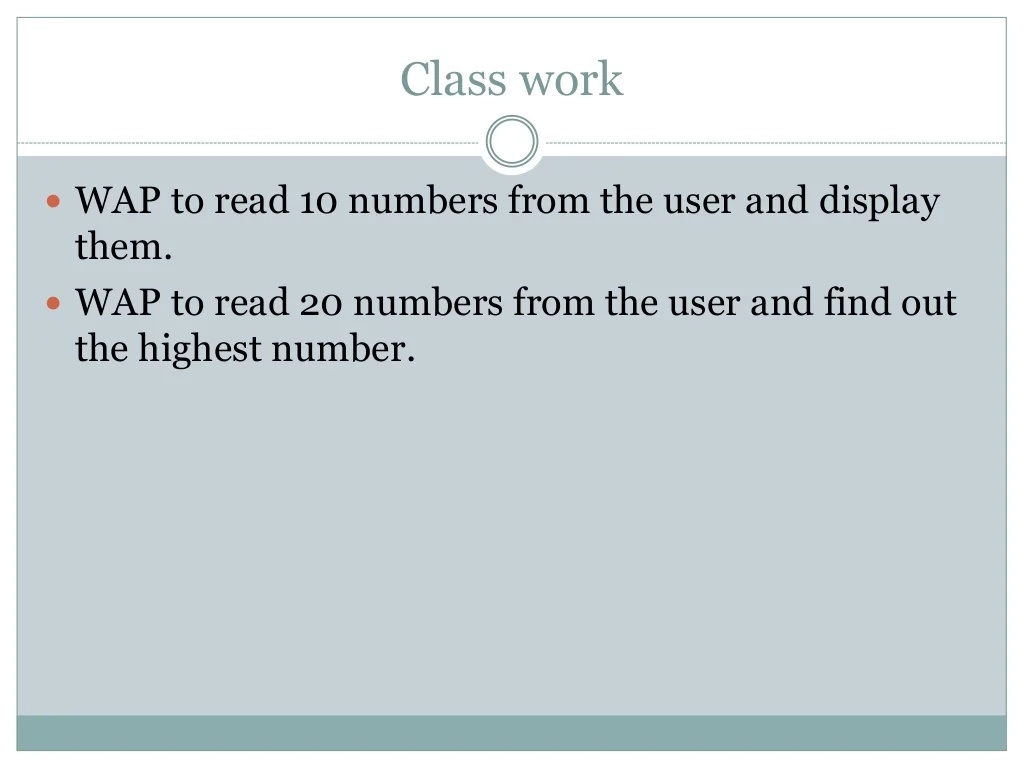 Class work
• WAP to read 10 numbers from the user and display
them.
• WAP to read 20 numbers from the user and find out
the highest number.